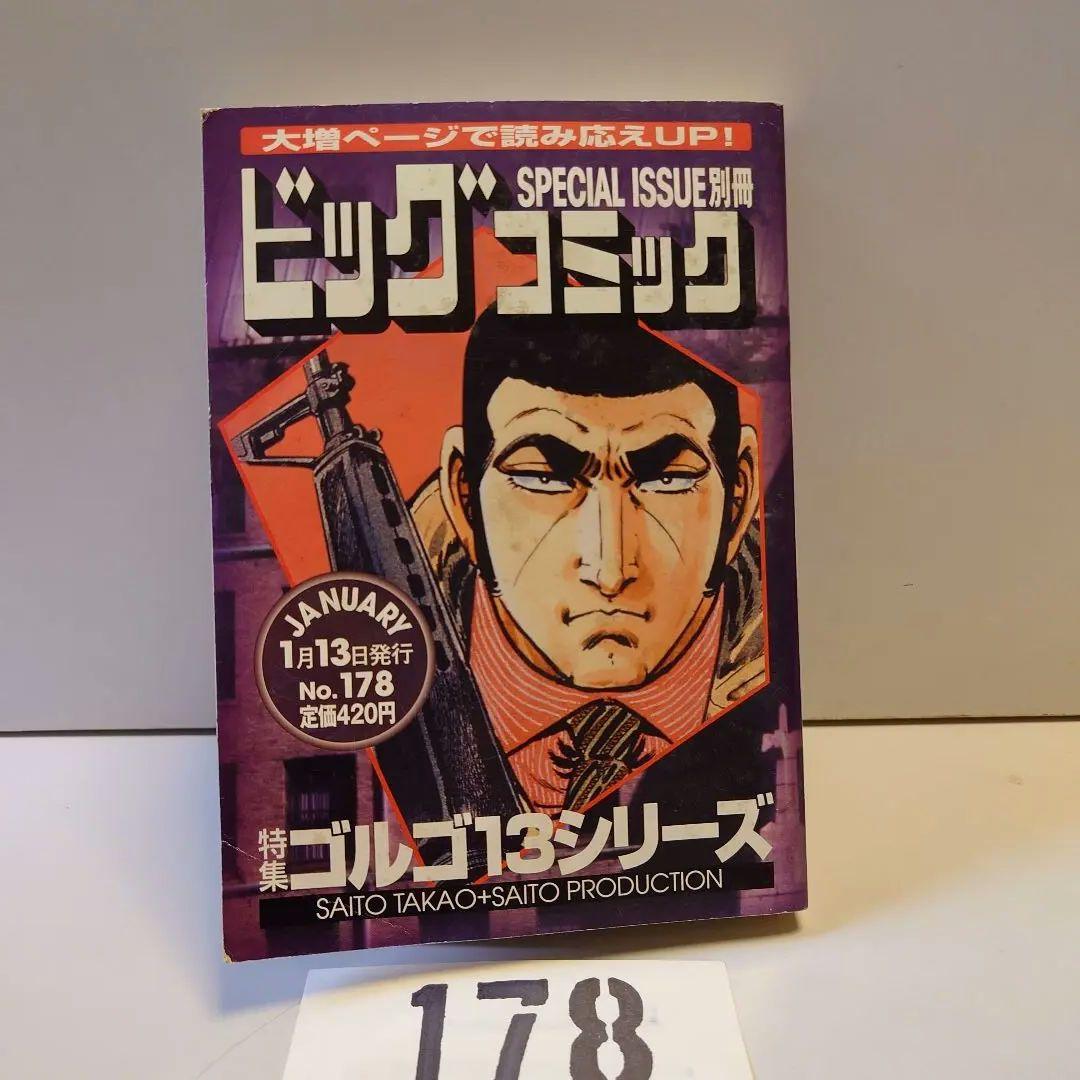 大増ページで読み応えUP!
SPECIAL ISSUE別冊
ビッグコミック
JANUARY
1月13日発行
No.178
定価420円
特集
ゴルゴ13シリーズ
SAITO TAKAO+SAITO PRODUCTION
178